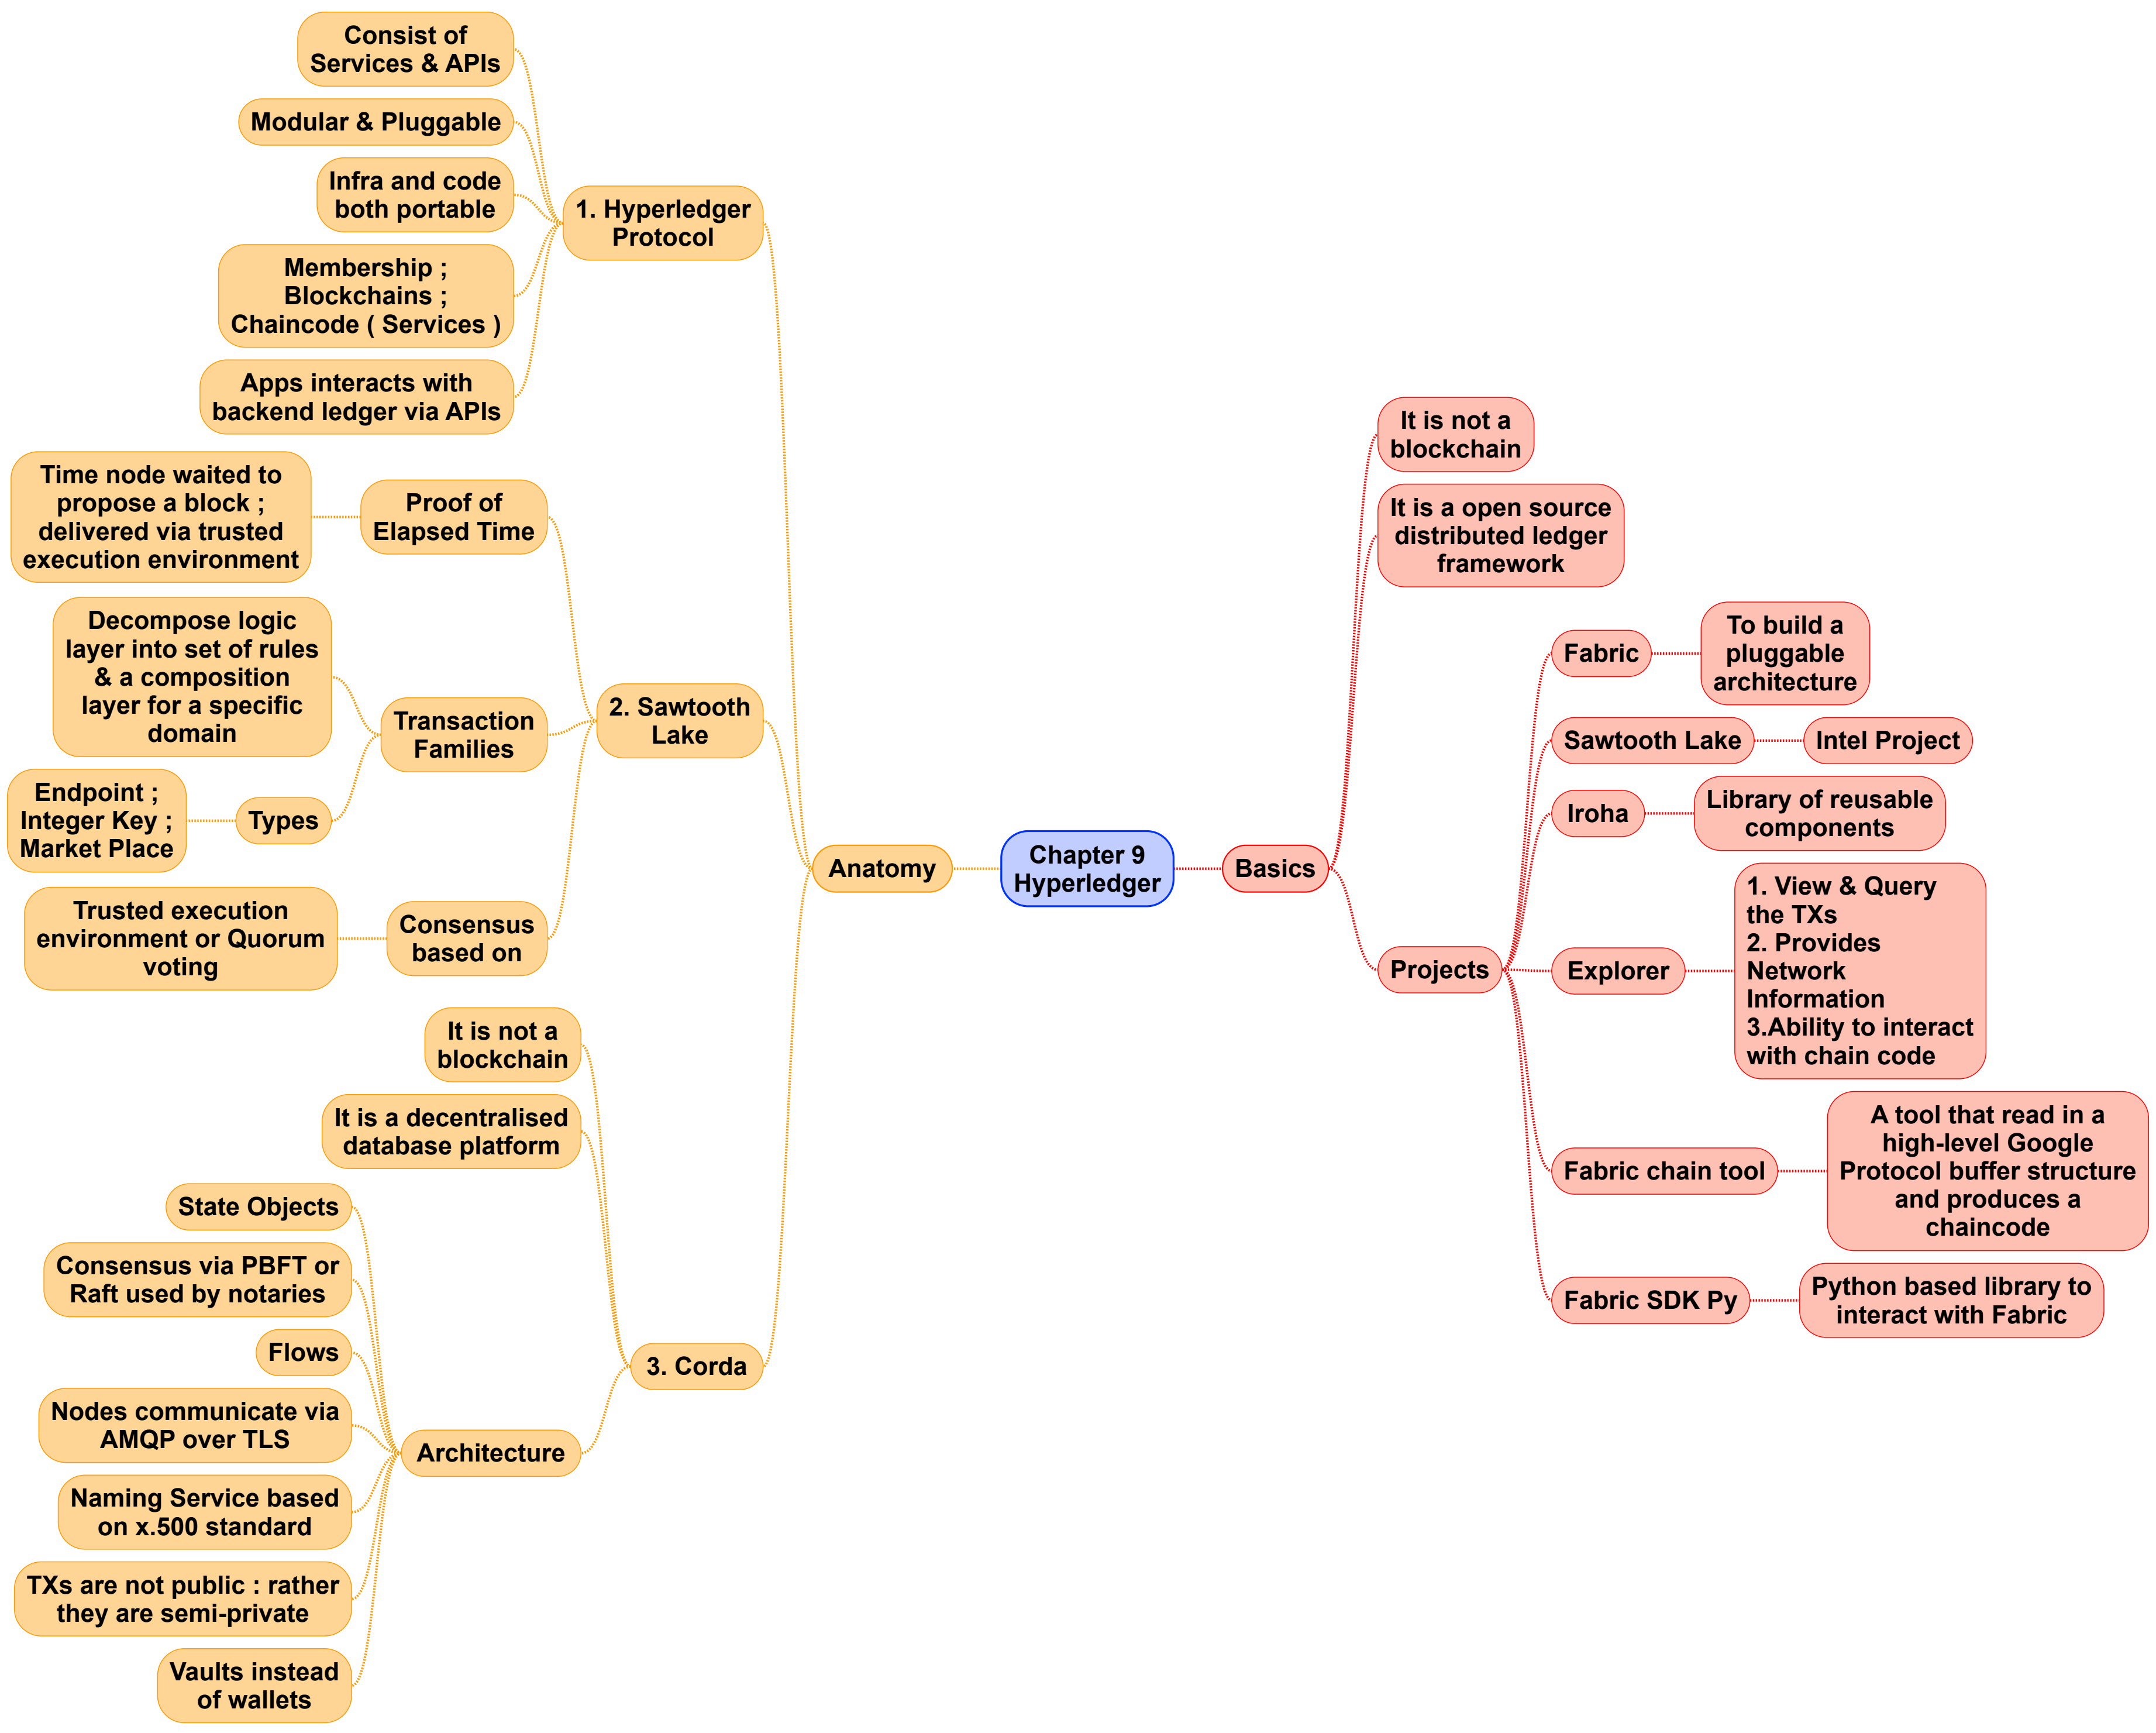 Chapter 9
Hyperledger
Anatomy
1. Hyperledger
Protocol
Consist of
Services & APIs
Modular & Pluggable
Infra and code
both portable
Membership ;
Blockchains ;
Chaincode ( Services )
Apps interacts with
backend ledger via APIs
2. Sawtooth
Lake
Proof of
Elapsed Time
Time node waited to
propose a block ;
delivered via trusted
execution environment
Transaction
Families
Decompose logic
layer into set of rules
& a composition
layer for a specific
domain
Types
Endpoint ;
Integer Key ;
Market Place
Consensus
based on
Trusted execution
environment or Quorum
voting
3. Corda
It is not a
blockchain
It is a decentralised
database platform
Architecture
State Objects
Consensus via PBFT or
Raft used by notaries
Flows
Nodes communicate via
AMQP over TLS
Naming Service based
on x.500 standard
TXs are not public : rather
they are semi-private
Vaults instead
of wallets
Basics
It is not a
blockchain
It is a open source
distributed ledger
framework
Projects
Fabric
To build a
pluggable
architecture
Sawtooth Lake
Intel Project
Iroha
Library of reusable
components
Explorer
1. View & Query
the TXs
2. Provides
Network
Information
3.Ability to interact
with chain code
Fabric chain tool
A tool that read in a
high-level Google
Protocol buffer structure
and produces a
chaincode
Fabric SDK Py
Python based library to
interact with Fabric